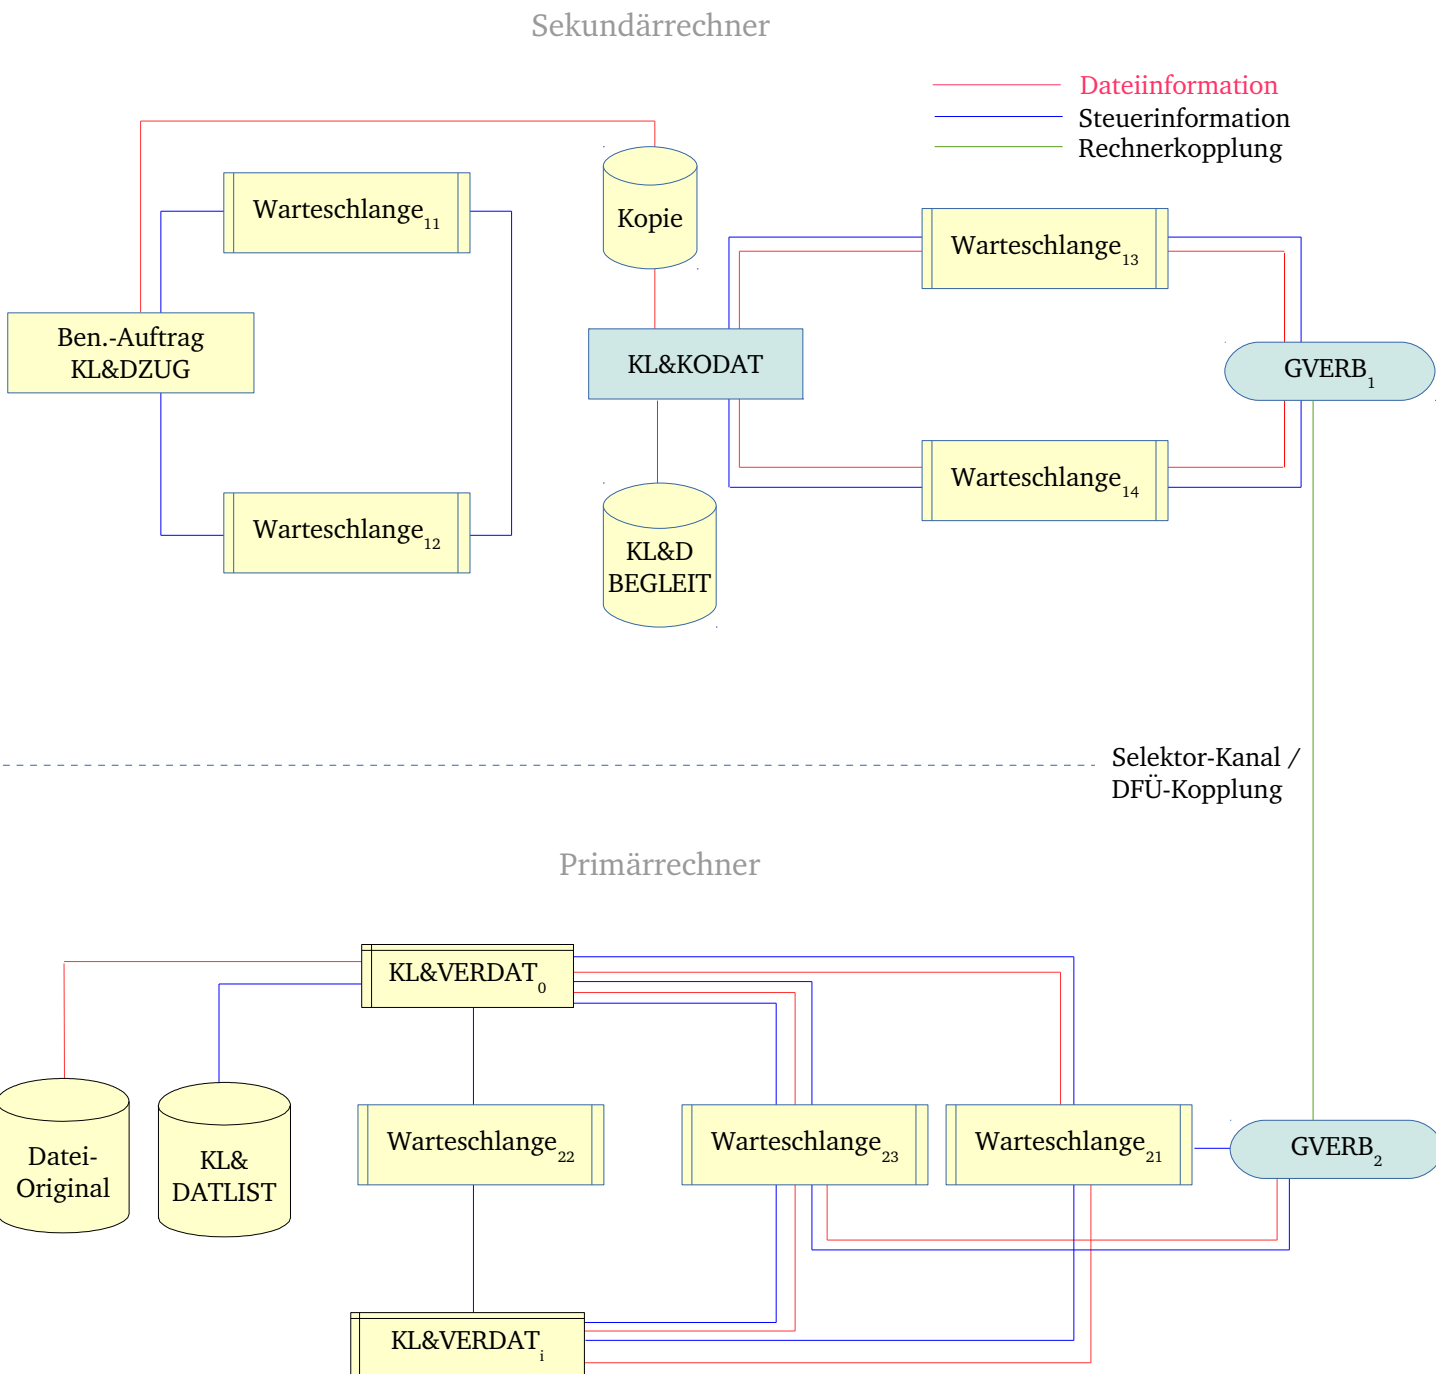 Sekundärrechner
Dateiinformation
Steuerinformation
Rechnerkopplung
Warteschlange₁₁
Kopie
Warteschlange₁₃
Ben.-Auftrag
KL&DZUG
KL&KODAT
GVERB₁
Warteschlange₁₄
Warteschlange₁₂
KL&D
BEGLEIT
Selektor-Kanal /
DFÜ-Kopplung
Primärrechner
KL&VERDAT₀
Warteschlange₂₂
Warteschlange₂₃
Warteschlange₂₁
GVERB₂
Datei-
Original
KL&
DATLIST
KL&VERDATᵢ